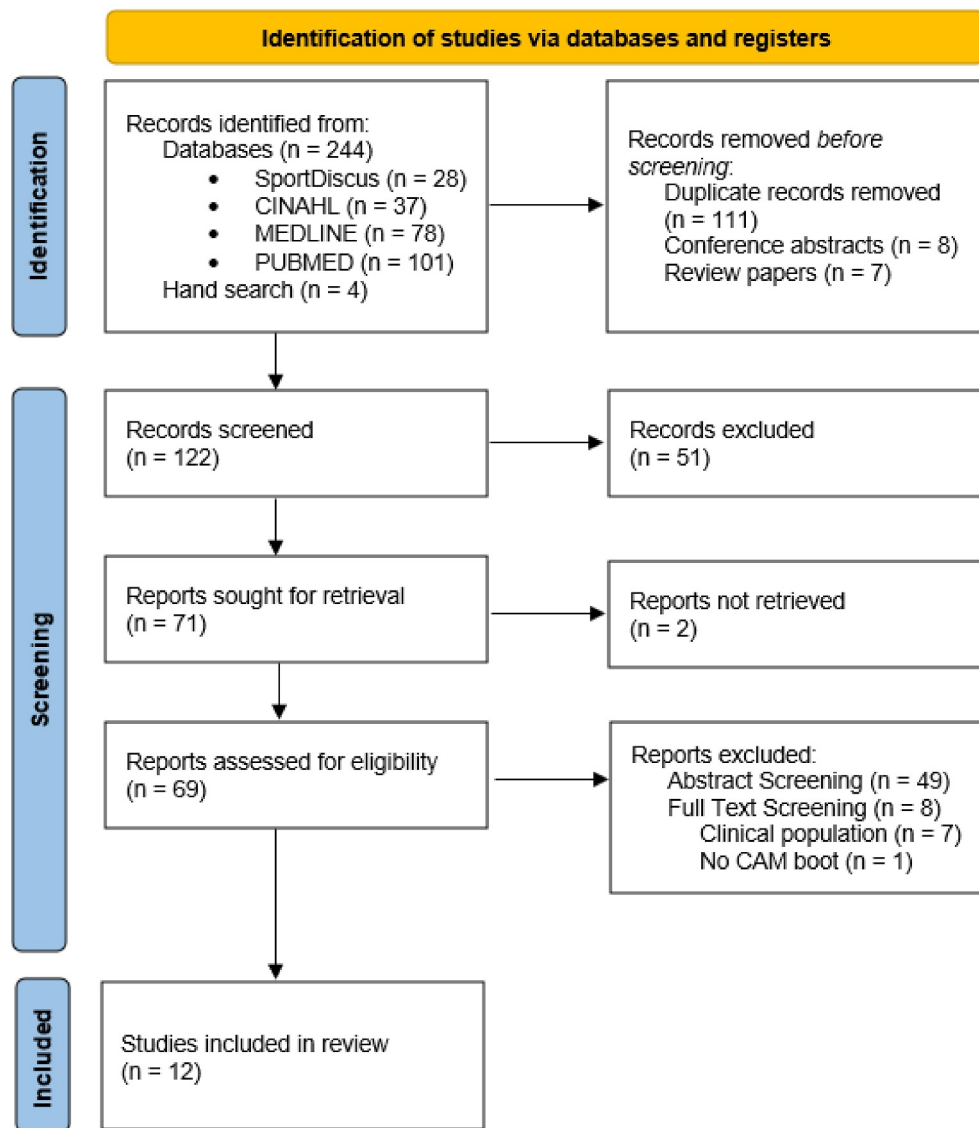 Identification of studies via databases and registers
Identification
Records identified from:
Databases (n = 244)
• SportDiscus (n = 28)
• CINAHL (n = 37)
• MEDLINE (n = 78)
• PUBMED (n = 101)
Hand search (n = 4)
Records removed before
screening:
Duplicate records removed
(n = 111)
Conference abstracts (n = 8)
Review papers (n = 7)
Screening
Records screened
(n = 122)
Records excluded
(n = 51)
Reports sought for retrieval
(n = 71)
Reports not retrieved
(n = 2)
Reports assessed for eligibility
(n = 69)
Reports excluded:
Abstract Screening (n = 49)
Full Text Screening (n = 8)
Clinical population (n = 7)
No CAM boot (n = 1)
Included
Studies included in review
(n = 12)